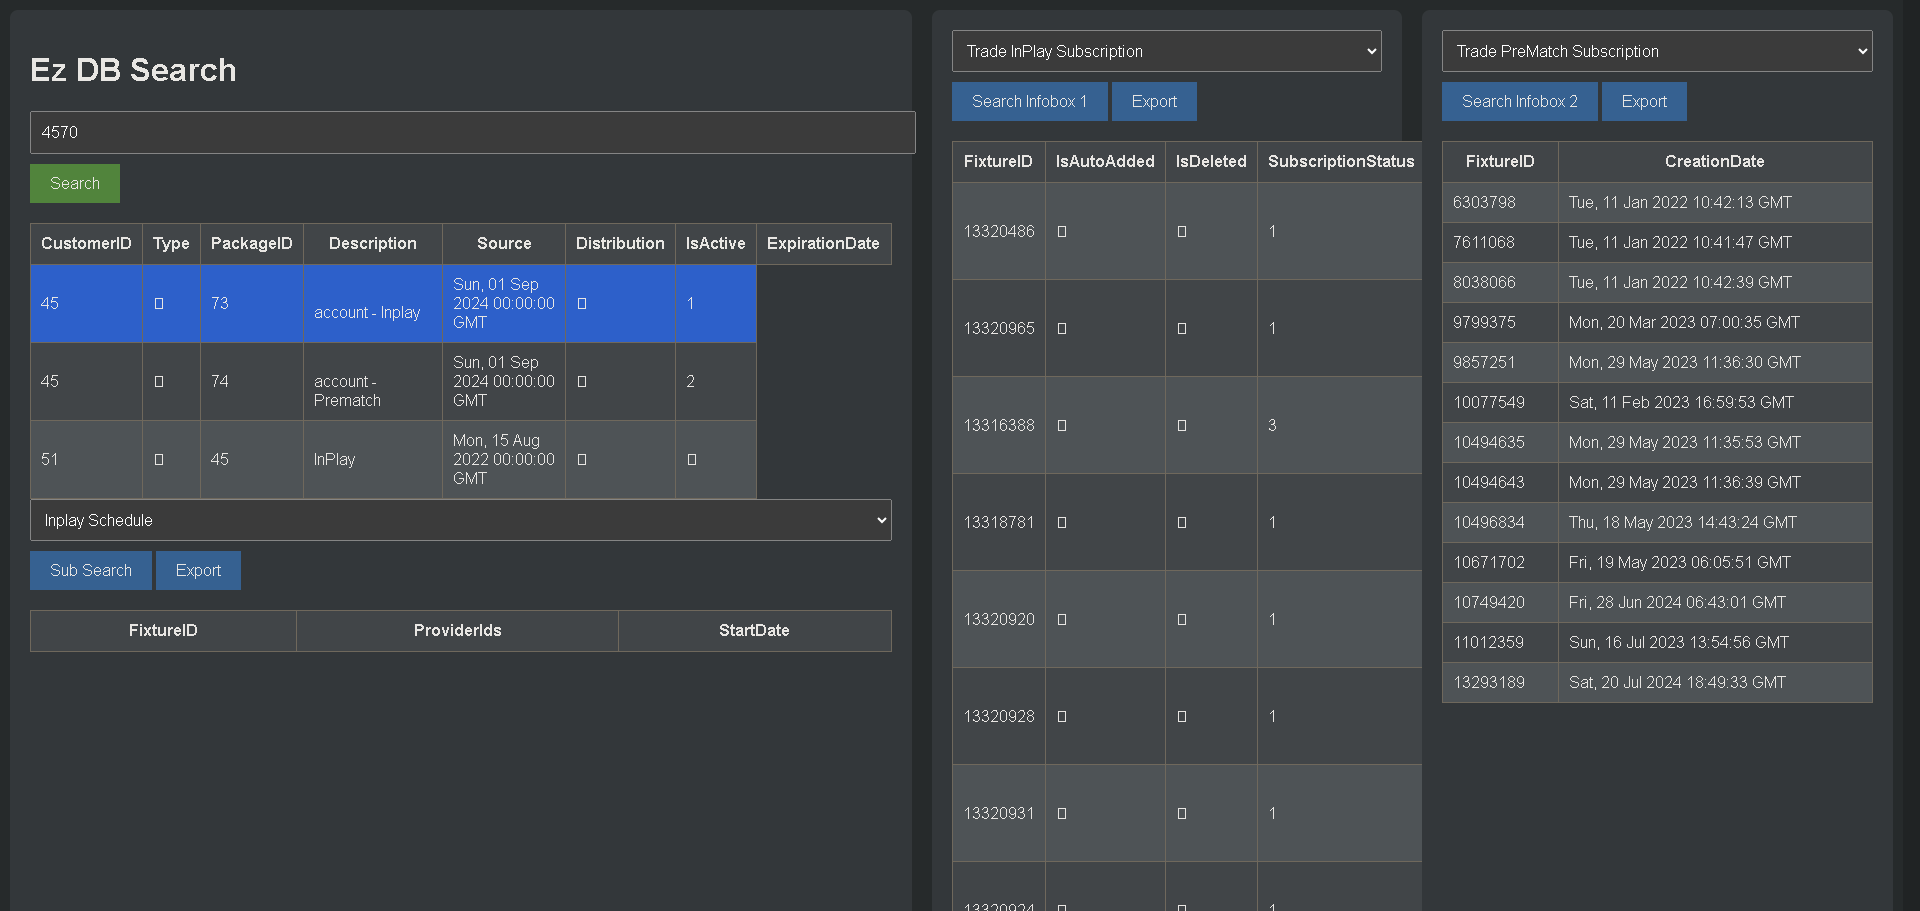 Ez DB Search
4570
Search
CustomerID Type PackageID Description Source Distribution IsActive ExpirationDate
45 73 account - Inplay Sun, 01 Sep 2024 00:00:00 GMT 1
45 74 account - Prematch Sun, 01 Sep 2024 00:00:00 GMT 2
51 45 InPlay Mon, 15 Aug 2022 00:00:00 GMT
Inplay Schedule
Sub Search Export
FixtureID ProviderIds StartDate
Trade InPlay Subscription
Search Infobox 1 Export
FixtureID IsAutoAdded IsDeleted SubscriptionStatus
13320486 1
13320965 1
13316388 3
13318781 1
13320920 1
13320928 1
13320931 1
13320924 1
Trade PreMatch Subscription
Search Infobox 2 Export
FixtureID CreationDate
6303798 Tue, 11 Jan 2022 10:42:13 GMT
7611068 Tue, 11 Jan 2022 10:41:47 GMT
8038066 Tue, 11 Jan 2022 10:42:39 GMT
9799375 Mon, 20 Mar 2023 07:00:35 GMT
9857251 Mon, 29 May 2023 11:36:30 GMT
10077549 Sat, 11 Feb 2023 16:59:53 GMT
10494635 Mon, 29 May 2023 11:35:53 GMT
10494643 Mon, 29 May 2023 11:36:39 GMT
10496834 Thu, 18 May 2023 14:43:24 GMT
10671702 Fri, 19 May 2023 06:05:51 GMT
10749420 Fri, 28 Jun 2024 06:43:01 GMT
11012359 Sun, 16 Jul 2023 13:54:56 GMT
13293189 Sat, 20 Jul 2024 18:49:33 GMT